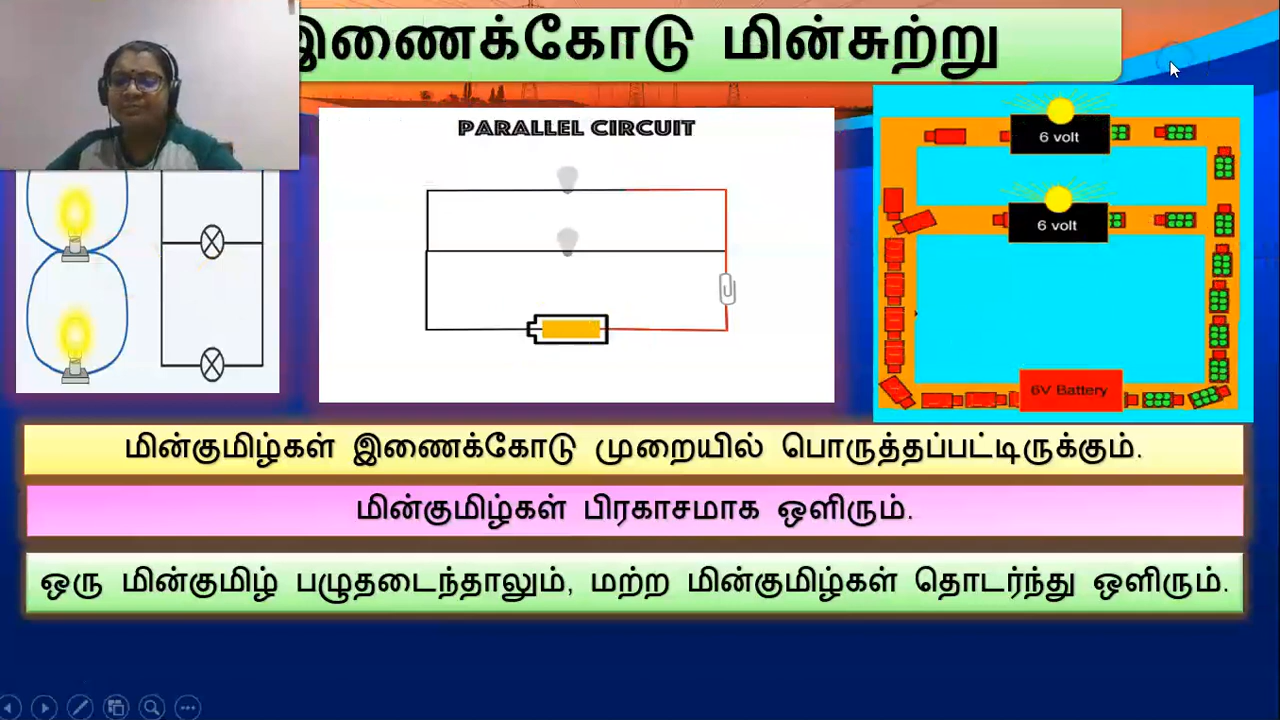 இணைக்கோடு மின்சுற்று
PARALLEL CIRCUIT
6 volt
6 volt
6V Battery
மின்குமிழ்கள் இணைக்கோடு முறையில் பொருத்தப்பட்டிருக்கும்.
மின்குமிழ்கள் பிரகாசமாக ஒளிரும்.
ஒரு மின்குமிழ் பழுதடைந்தாலும், மற்ற மின்குமிழ்கள் தொடர்ந்து ஒளிரும்.